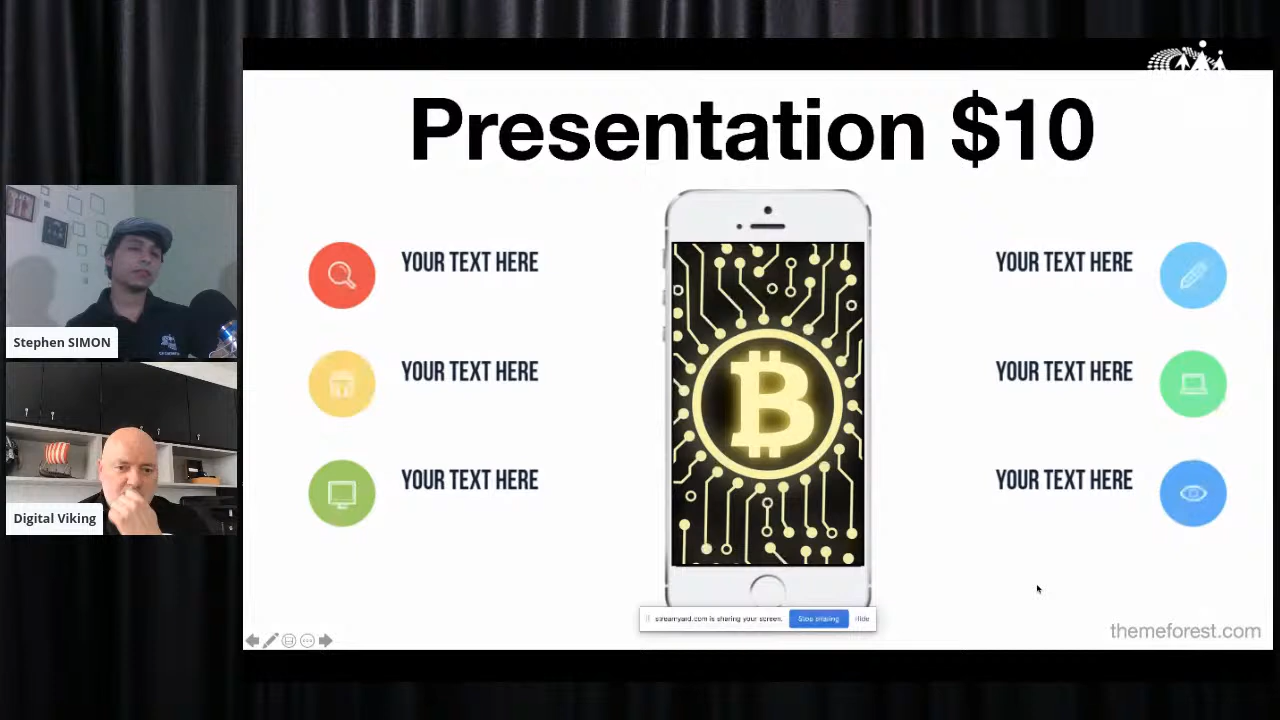 Presentation $10
YOUR TEXT HERE
YOUR TEXT HERE
YOUR TEXT HERE
YOUR TEXT HERE
YOUR TEXT HERE
YOUR TEXT HERE
Stephen SIMON
Digital Viking
streamyard.com is sharing your screen.
Stop sharing
Hide
themeforest.com